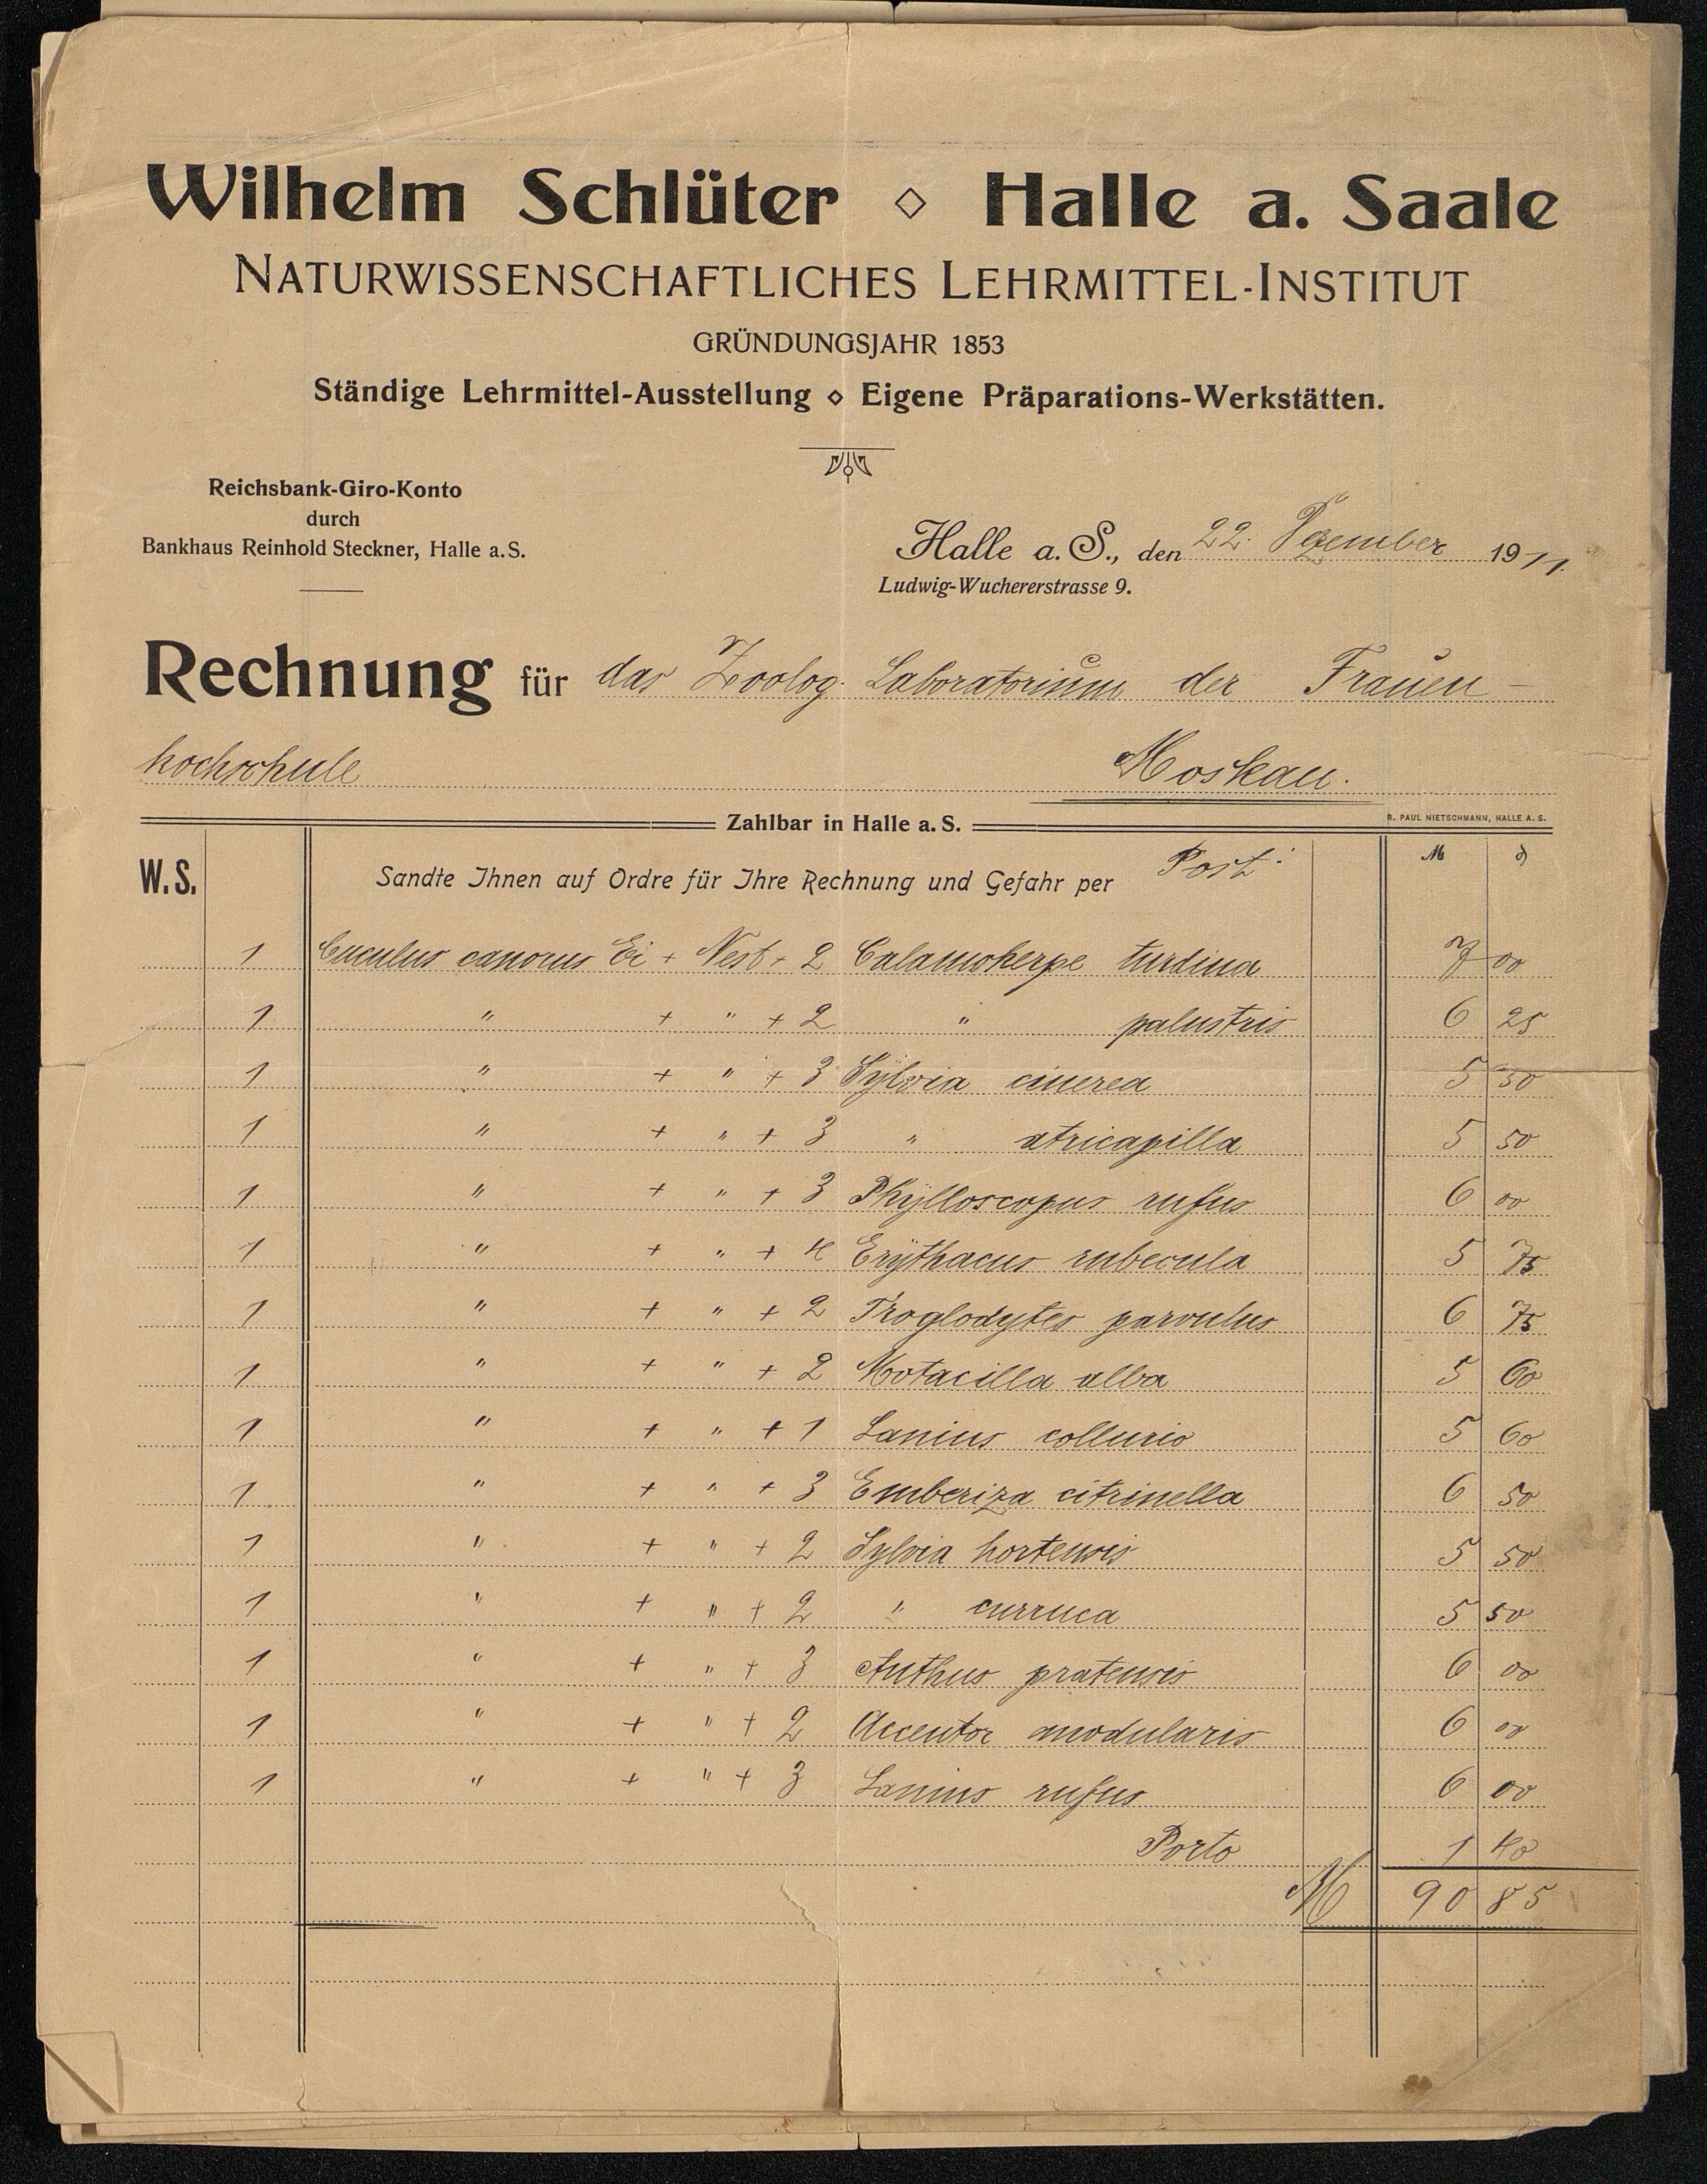 Wilhelm Schlüter ◇ Halle a. Saale
NATURWISSENSCHAFTLICHES LEHRMITTEL-INSTITUT
GRÜNDUNGSJAHR 1853
Ständige Lehrmittel-Ausstellung ◇ Eigene Präparations-Werkstätten.
Reichsbank-Giro-Konto
durch
Bankhaus Reinhold Steckner, Halle a. S.
Halle a. S., den 22. Dezember 1911.
Ludwig-Wuchererstrasse 9.
Rechnung für das Zoolog. Laboratorium der Frauen-
hochschule Moskau.
Zahlbar in Halle a. S.
R. PAUL NIETSCHMANN, HALLE A. S.
W. S. Sandte Ihnen auf Ordre für Ihre Rechnung und Gefahr per Post: M ₰
1 Cuculus canorus Ei + Nest + 2 Calamoherpe turdina 7 00
1 " + " + 2 " palustris 6 25
1 " + " + 3 Sylvia cinerea 5 50
1 " + " + 3 " atricapilla 5 50
1 " + " + 3 Phylloscopus rufus 6 00
1 " + " + 4 Erythacus rubecula 5 75
1 " + " + 2 Troglodytes parvulus 6 75
1 " + " + 2 Motacilla alba 5 60
1 " + " + 1 Lanius collurio 5 60
1 " + " + 3 Emberiza citrinella 6 50
1 " + " + 2 Sylvia hortensis 5 50
1 " + " + 2 " curruca 5 50
1 " + " + 3 Anthus pratensis 6 00
1 " + " + 2 Accentor modularis 6 00
1 " + " + 3 Lanius rufus 6 00
Porto 1 40
M 90 85